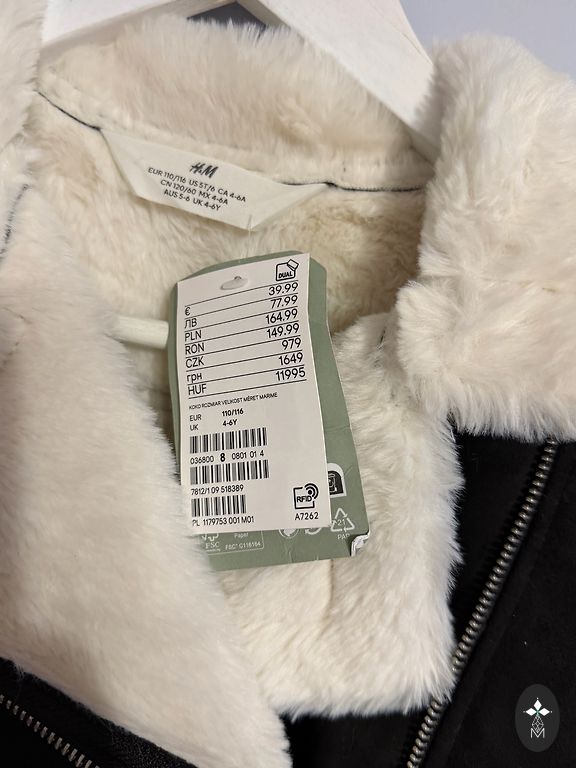 H&M
EUR 110/116 US 5T/6 CA 4-6A
CN 120/60 MX 4-6A
AUS 5-6 UK 4-6Y
DUAL
€ 39.99
ЛВ 77.99
PLN 164.99
RON 149.99
CZK 979
грн 1649
HUF 11995
KOKO ROZMIAR VELIKOST MÉRET MARIME
EUR 110/116
UK 4-6Y
036800 8 0801 01 4
7812/1 09 518389
RFID
PL 1179753 001 M01 A7262
FSC Paper
FSC® G116164
21
PAP
M